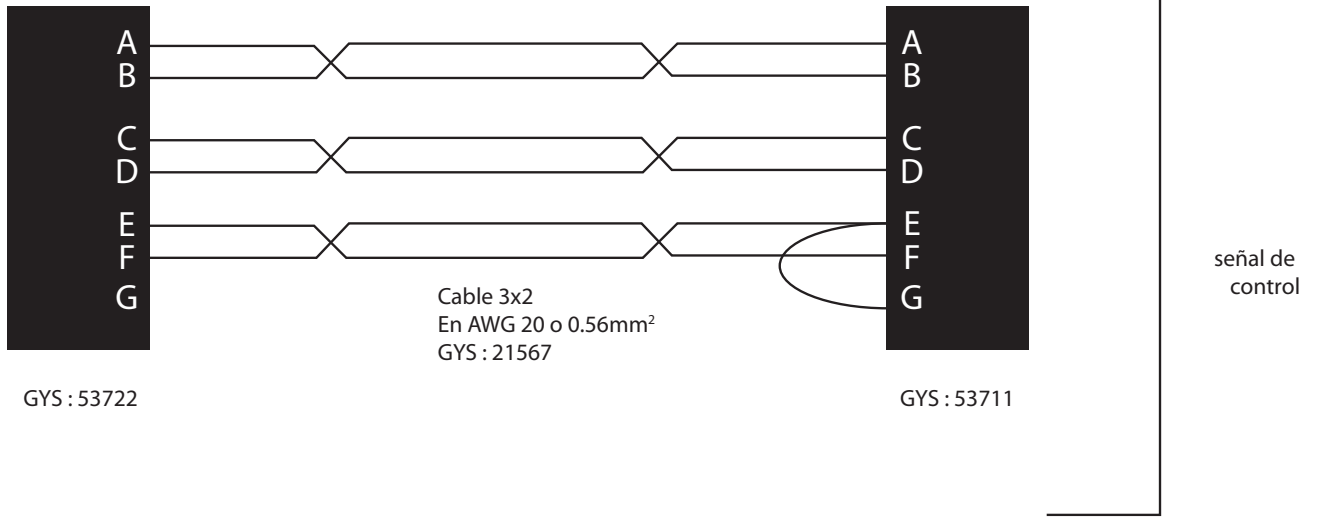 A
B
C
D
E
F
G
A
B
C
D
E
F
G
Cable 3x2
En AWG 20 o 0.56mm²
GYS : 21567
GYS : 53722
GYS : 53711
señal de
control